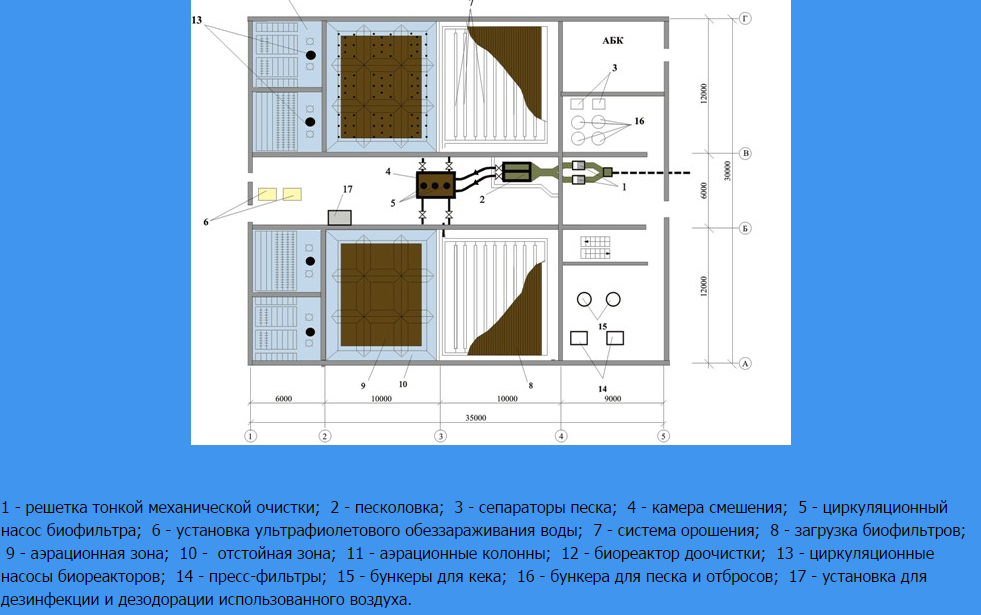 7
13
Г
АБК
3
12000
16
В
4
17
5
2
1
6000
30000
6
Б
12000
15
9
10
8
14
А
6000
10000
10000
9000
35000
1
2
3
4
5
1 - решетка тонкой механической очистки; 2 - песколовка; 3 - сепараторы песка; 4 - камера смешения; 5 - циркуляционный
насос биофильтра; 6 - установка ультрафиолетового обеззараживания воды; 7 - система орошения; 8 - загрузка биофильтров;
9 - аэрационная зона; 10 - отстойная зона; 11 - аэрационные колонны; 12 - биореактор доочистки; 13 - циркуляционные
насосы биореакторов; 14 - пресс-фильтры; 15 - бункеры для кека; 16 - бункера для песка и отбросов; 17 - установка для
дезинфекции и дезодорации использованного воздуха.